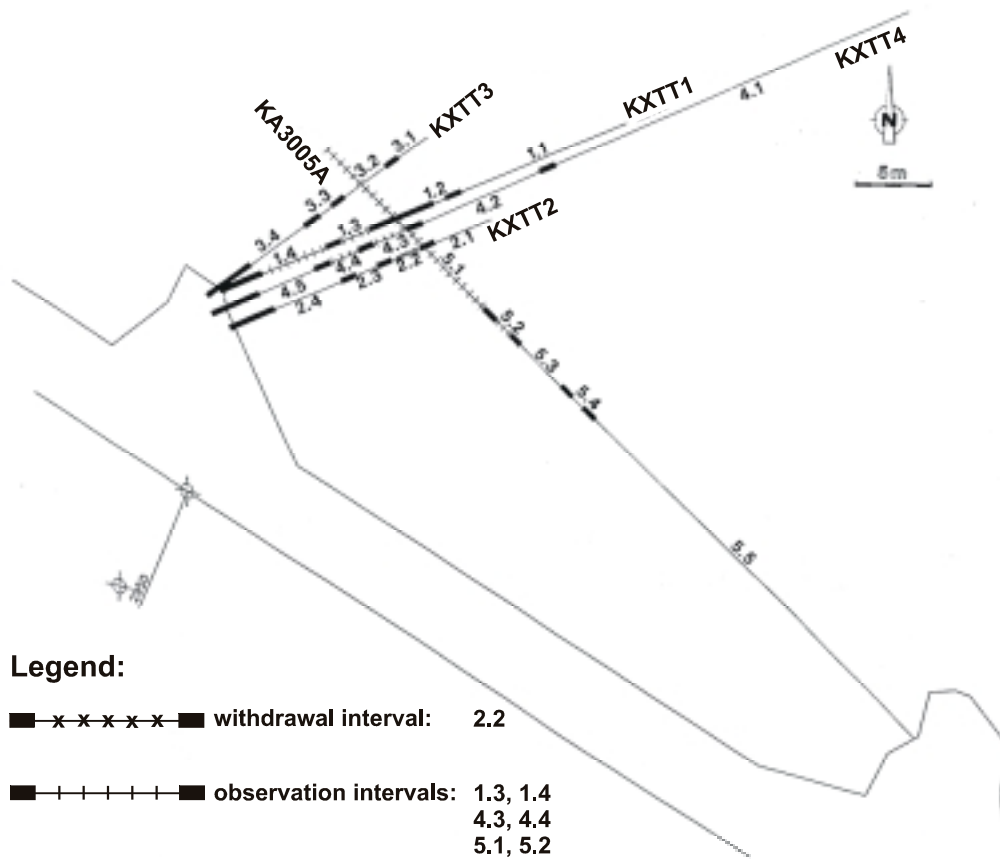 KXTT4
4.1
N
5m
KXTT1
KXTT3
KA3005A
1.1
3.1
3.2
3.3
3.4
1.2
1.3
1.4
4.2
KXTT2
4.3
4.4
4.5
2.1
2.2
2.3
2.4
5.1
5.2
5.3
5.4
5.5
Legend:
x x x x x withdrawal interval: 2.2
observation intervals: 1.3, 1.4
4.3, 4.4
5.1, 5.2